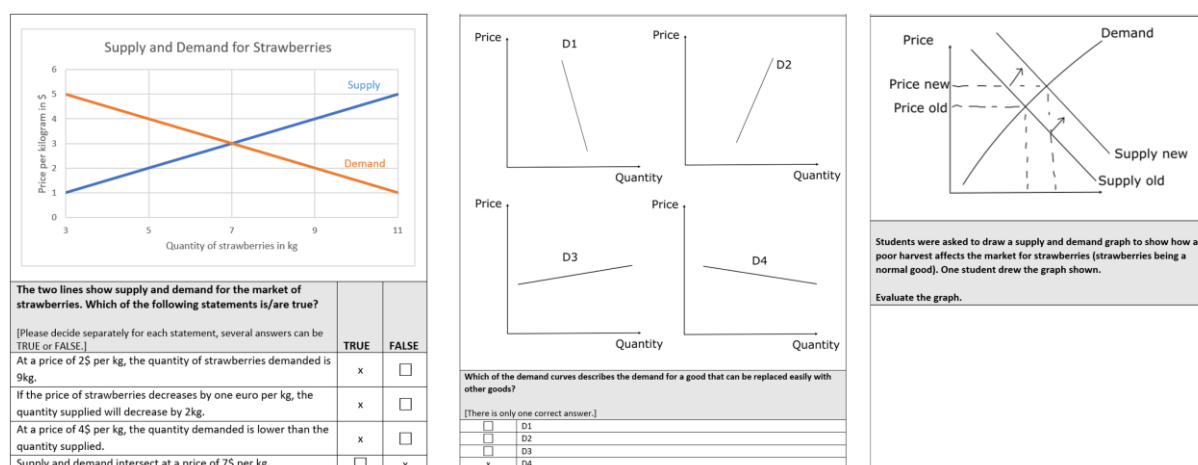 Supply and Demand for Strawberries
6
5
4
3
2
1
0
3
5
7
9
11
Price per kilogram in $
Quantity of strawberries in kg
Supply
Demand
The two lines show supply and demand for the market of
strawberries. Which of the following statements is/are true?
[Please decide separately for each statement, several answers can be
TRUE or FALSE.]
TRUE
FALSE
At a price of 2$ per kg, the quantity of strawberries demanded is
9kg.
x
If the price of strawberries decreases by one euro per kg, the
quantity supplied will decrease by 2kg.
x
At a price of 4$ per kg, the quantity demanded is lower than the
quantity supplied.
x
Supply and demand intersect at a price of 7$ per kg
x
Price
D1
Quantity
Price
D2
Quantity
Price
D3
Quantity
Price
D4
Quantity
Which of the demand curves describes the demand for a good that can be replaced easily with
other goods?
[There is only one correct answer.]
D1
D2
D3
x D4
Price
Demand
Price new
Price old
Supply new
Supply old
Students were asked to draw a supply and demand graph to show how a
poor harvest affects the market for strawberries (strawberries being a
normal good). One student drew the graph shown.
Evaluate the graph.